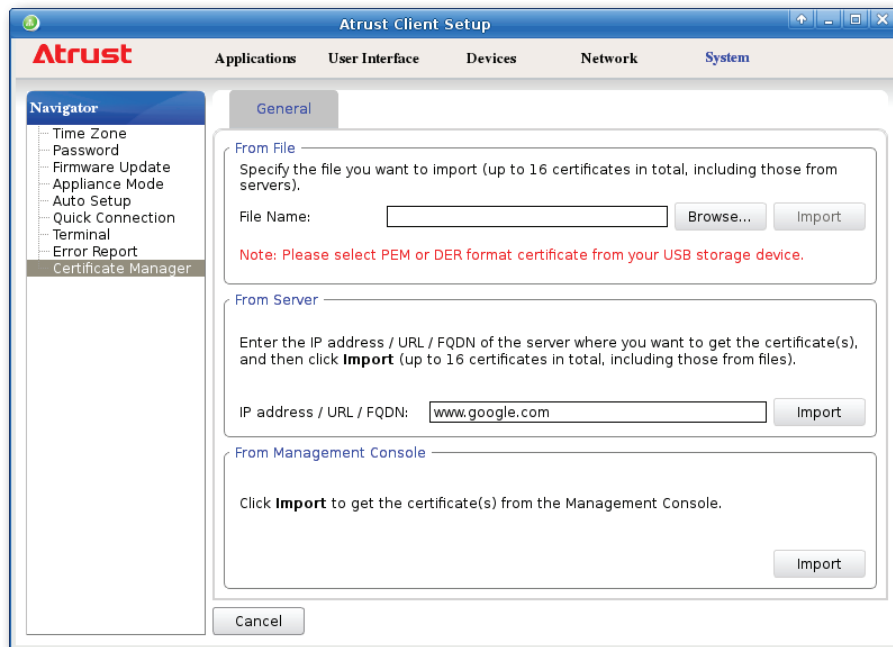 Atrust Client Setup
Atrust
Applications User Interface Devices Network System
Navigator
Time Zone
Password
Firmware Update
Appliance Mode
Auto Setup
Quick Connection
Terminal
Error Report
Certificate Manager
General
From File
Specify the file you want to import (up to 16 certificates in total, including those from
servers).
File Name: Browse... Import
Note: Please select PEM or DER format certificate from your USB storage device.
From Server
Enter the IP address / URL / FQDN of the server where you want to get the certificate(s),
and then click Import (up to 16 certificates in total, including those from files).
IP address / URL / FQDN: www.google.com Import
From Management Console
Click Import to get the certificate(s) from the Management Console.
Import
Cancel